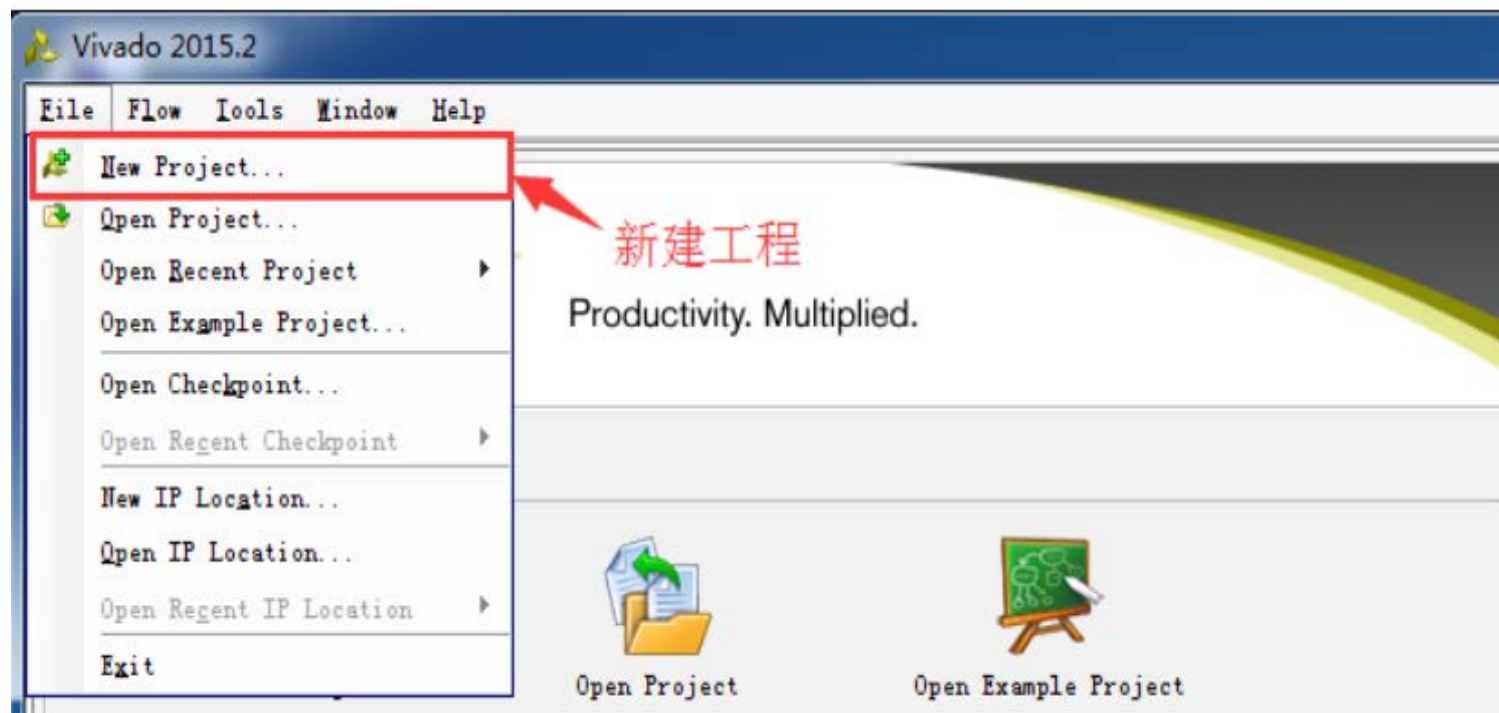 Vivado 2015.2
File Flow Tools Window Help
New Project...
Open Project...
Open Recent Project
Open Example Project...
Open Checkpoint...
Open Recent Checkpoint
New IP Location...
Open IP Location...
Open Recent IP Location
Exit
新建工程
Productivity. Multiplied.
Open Project
Open Example Project